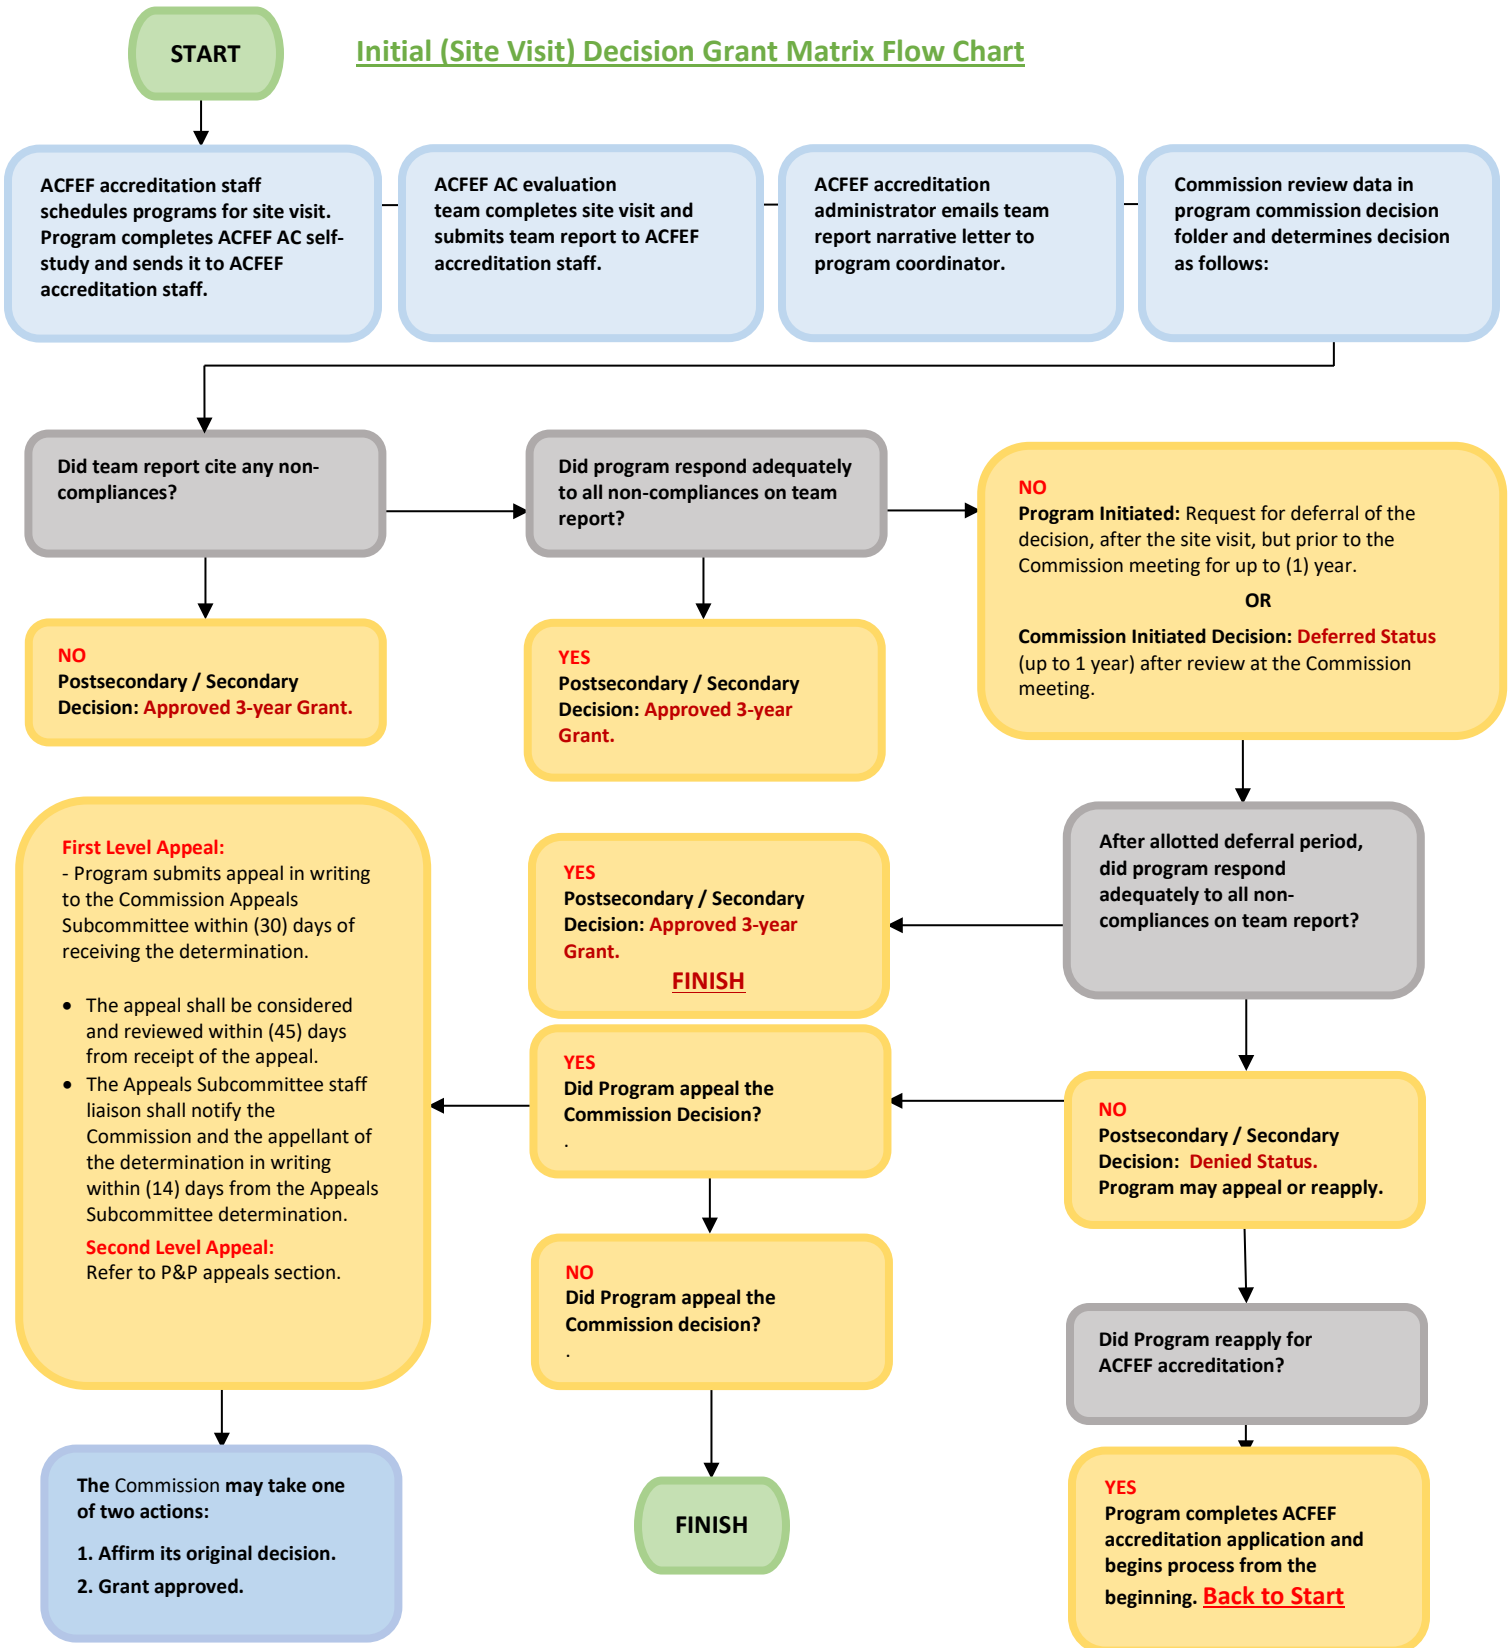 START
Initial (Site Visit) Decision Grant Matrix Flow Chart
ACFEF accreditation staff
schedules programs for site visit.
Program completes ACFEF AC self-
study and sends it to ACFEF
accreditation staff.
ACFEF AC evaluation
team completes site visit and
submits team report to ACFEF
accreditation staff.
ACFEF accreditation
administrator emails team
report narrative letter to
program coordinator.
Commission review data in
program commission decision
folder and determines decision
as follows:
Did team report cite any non-
compliances?
Did program respond adequately
to all non-compliances on team
report?
NO
Program Initiated: Request for deferral of the
decision, after the site visit, but prior to the
Commission meeting for up to (1) year.
OR
Commission Initiated Decision: Deferred Status
(up to 1 year) after review at the Commission
meeting.
NO
Postsecondary / Secondary
Decision: Approved 3-year Grant.
YES
Postsecondary / Secondary
Decision: Approved 3-year
Grant.
First Level Appeal:
- Program submits appeal in writing
to the Commission Appeals
Subcommittee within (30) days of
receiving the determination.
• The appeal shall be considered
and reviewed within (45) days
from receipt of the appeal.
• The Appeals Subcommittee staff
liaison shall notify the
Commission and the appellant of
the determination in writing
within (14) days from the Appeals
Subcommittee determination.
Second Level Appeal:
Refer to P&P appeals section.
YES
Postsecondary / Secondary
Decision: Approved 3-year
Grant.
FINISH
After allotted deferral period,
did program respond
adequately to all non-
compliances on team report?
YES
Did Program appeal the
Commission Decision?
.
NO
Postsecondary / Secondary
Decision: Denied Status.
Program may appeal or reapply.
NO
Did Program appeal the
Commission decision?
.
Did Program reapply for
ACFEF accreditation?
The Commission may take one
of two actions:
1. Affirm its original decision.
2. Grant approved.
FINISH
YES
Program completes ACFEF
accreditation application and
begins process from the
beginning. Back to Start